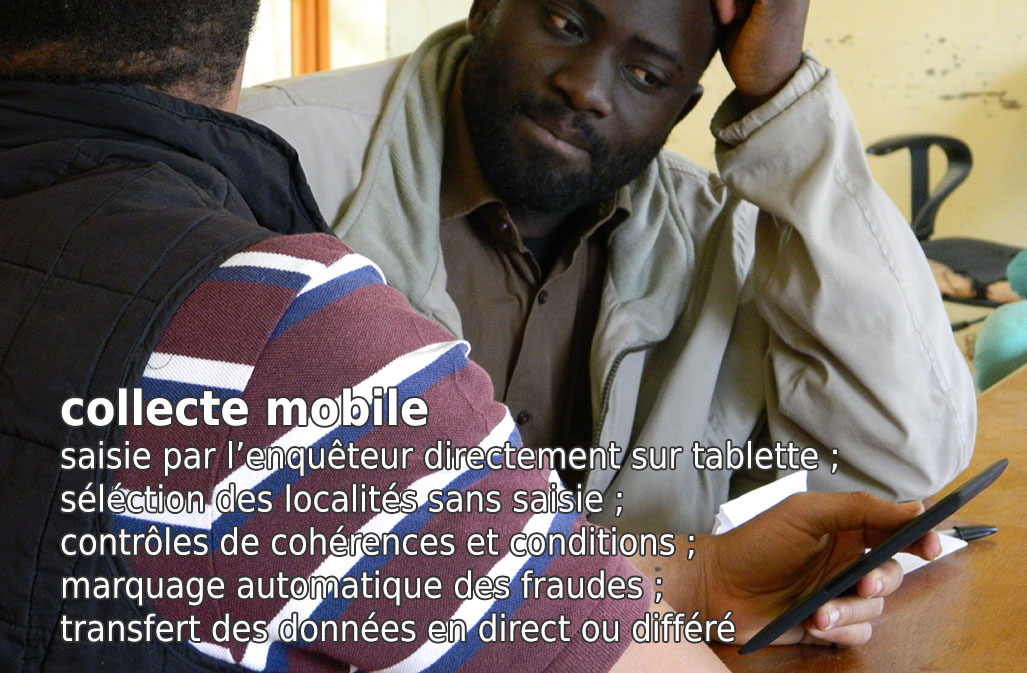 collecte mobile
saisie par l’enquêteur directement sur tablette ;
séléction des localités sans saisie ;
contrôles de cohérences et conditions ;
marquage automatique des fraudes ;
transfert des données en direct ou différé